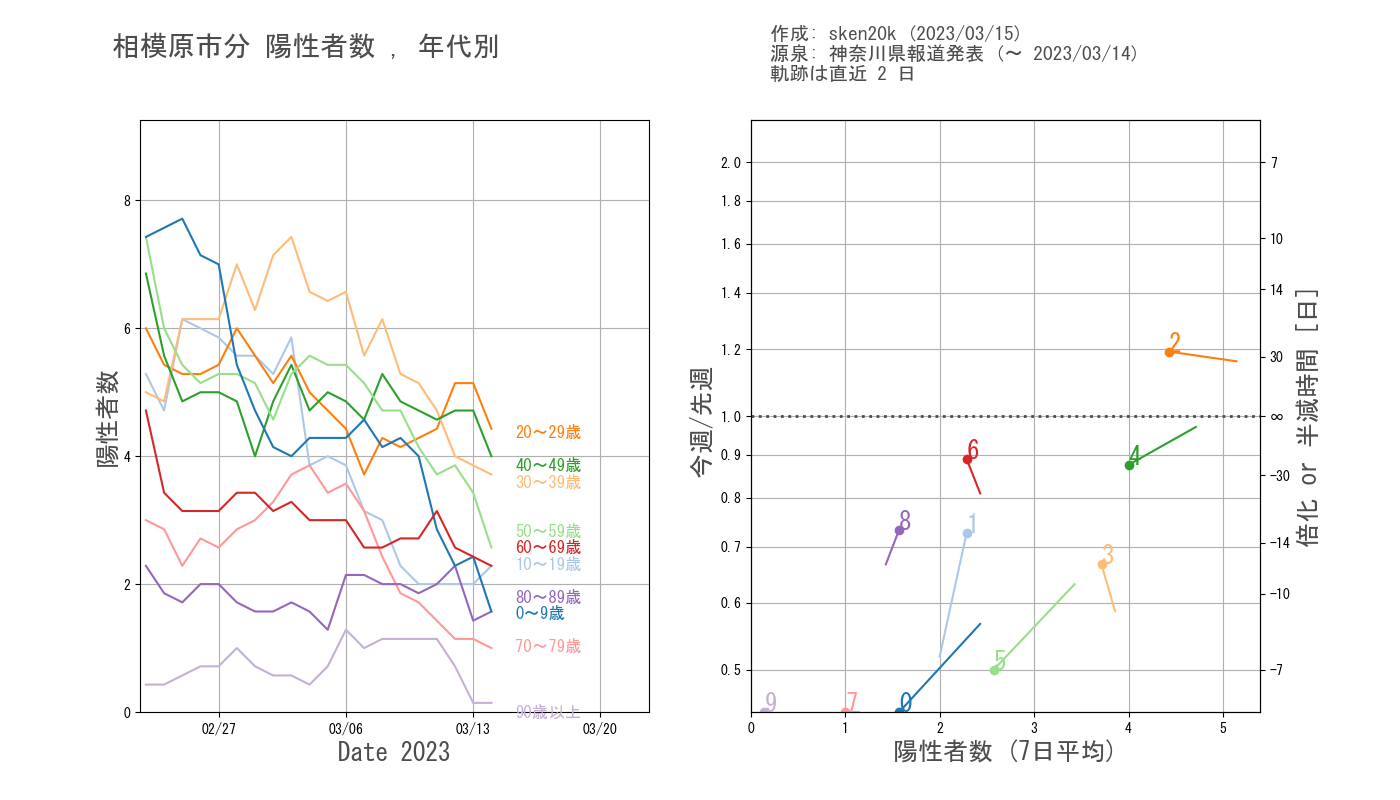 相模原市分 陽性者数 , 年代別
作成: sken20k (2023/03/15)
源泉: 神奈川県報道発表 (〜 2023/03/14)
軌跡は直近 2 日
陽性者数
8
6
4
2
0
02/27
03/06
03/13
03/20
Date 2023
20〜29歳
40〜49歳
30〜39歳
50〜59歳
60〜69歳
10〜19歳
80〜89歳
0〜9歳
70〜79歳
90歳以上
今週/先週
2.0
1.8
1.6
1.4
1.2
1.0
0.9
0.8
0.7
0.6
0.5
2
6
4
8
1
3
5
9
7
0
0
1
2
3
4
5
陽性者数 (7日平均)
7
10
14
30
∞
−30
−14
−10
−7
倍化 or 半減時間 [日]